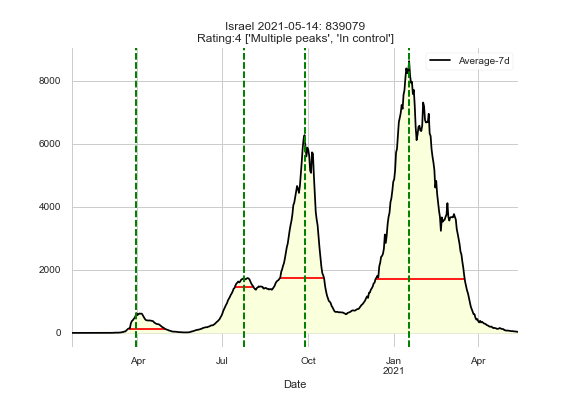 Israel 2021-05-14: 839079
Rating:4 ['Multiple peaks', 'In control']
Average-7d
8000
6000
4000
2000
0
Apr
Jul
Oct
Jan
2021
Apr
Date